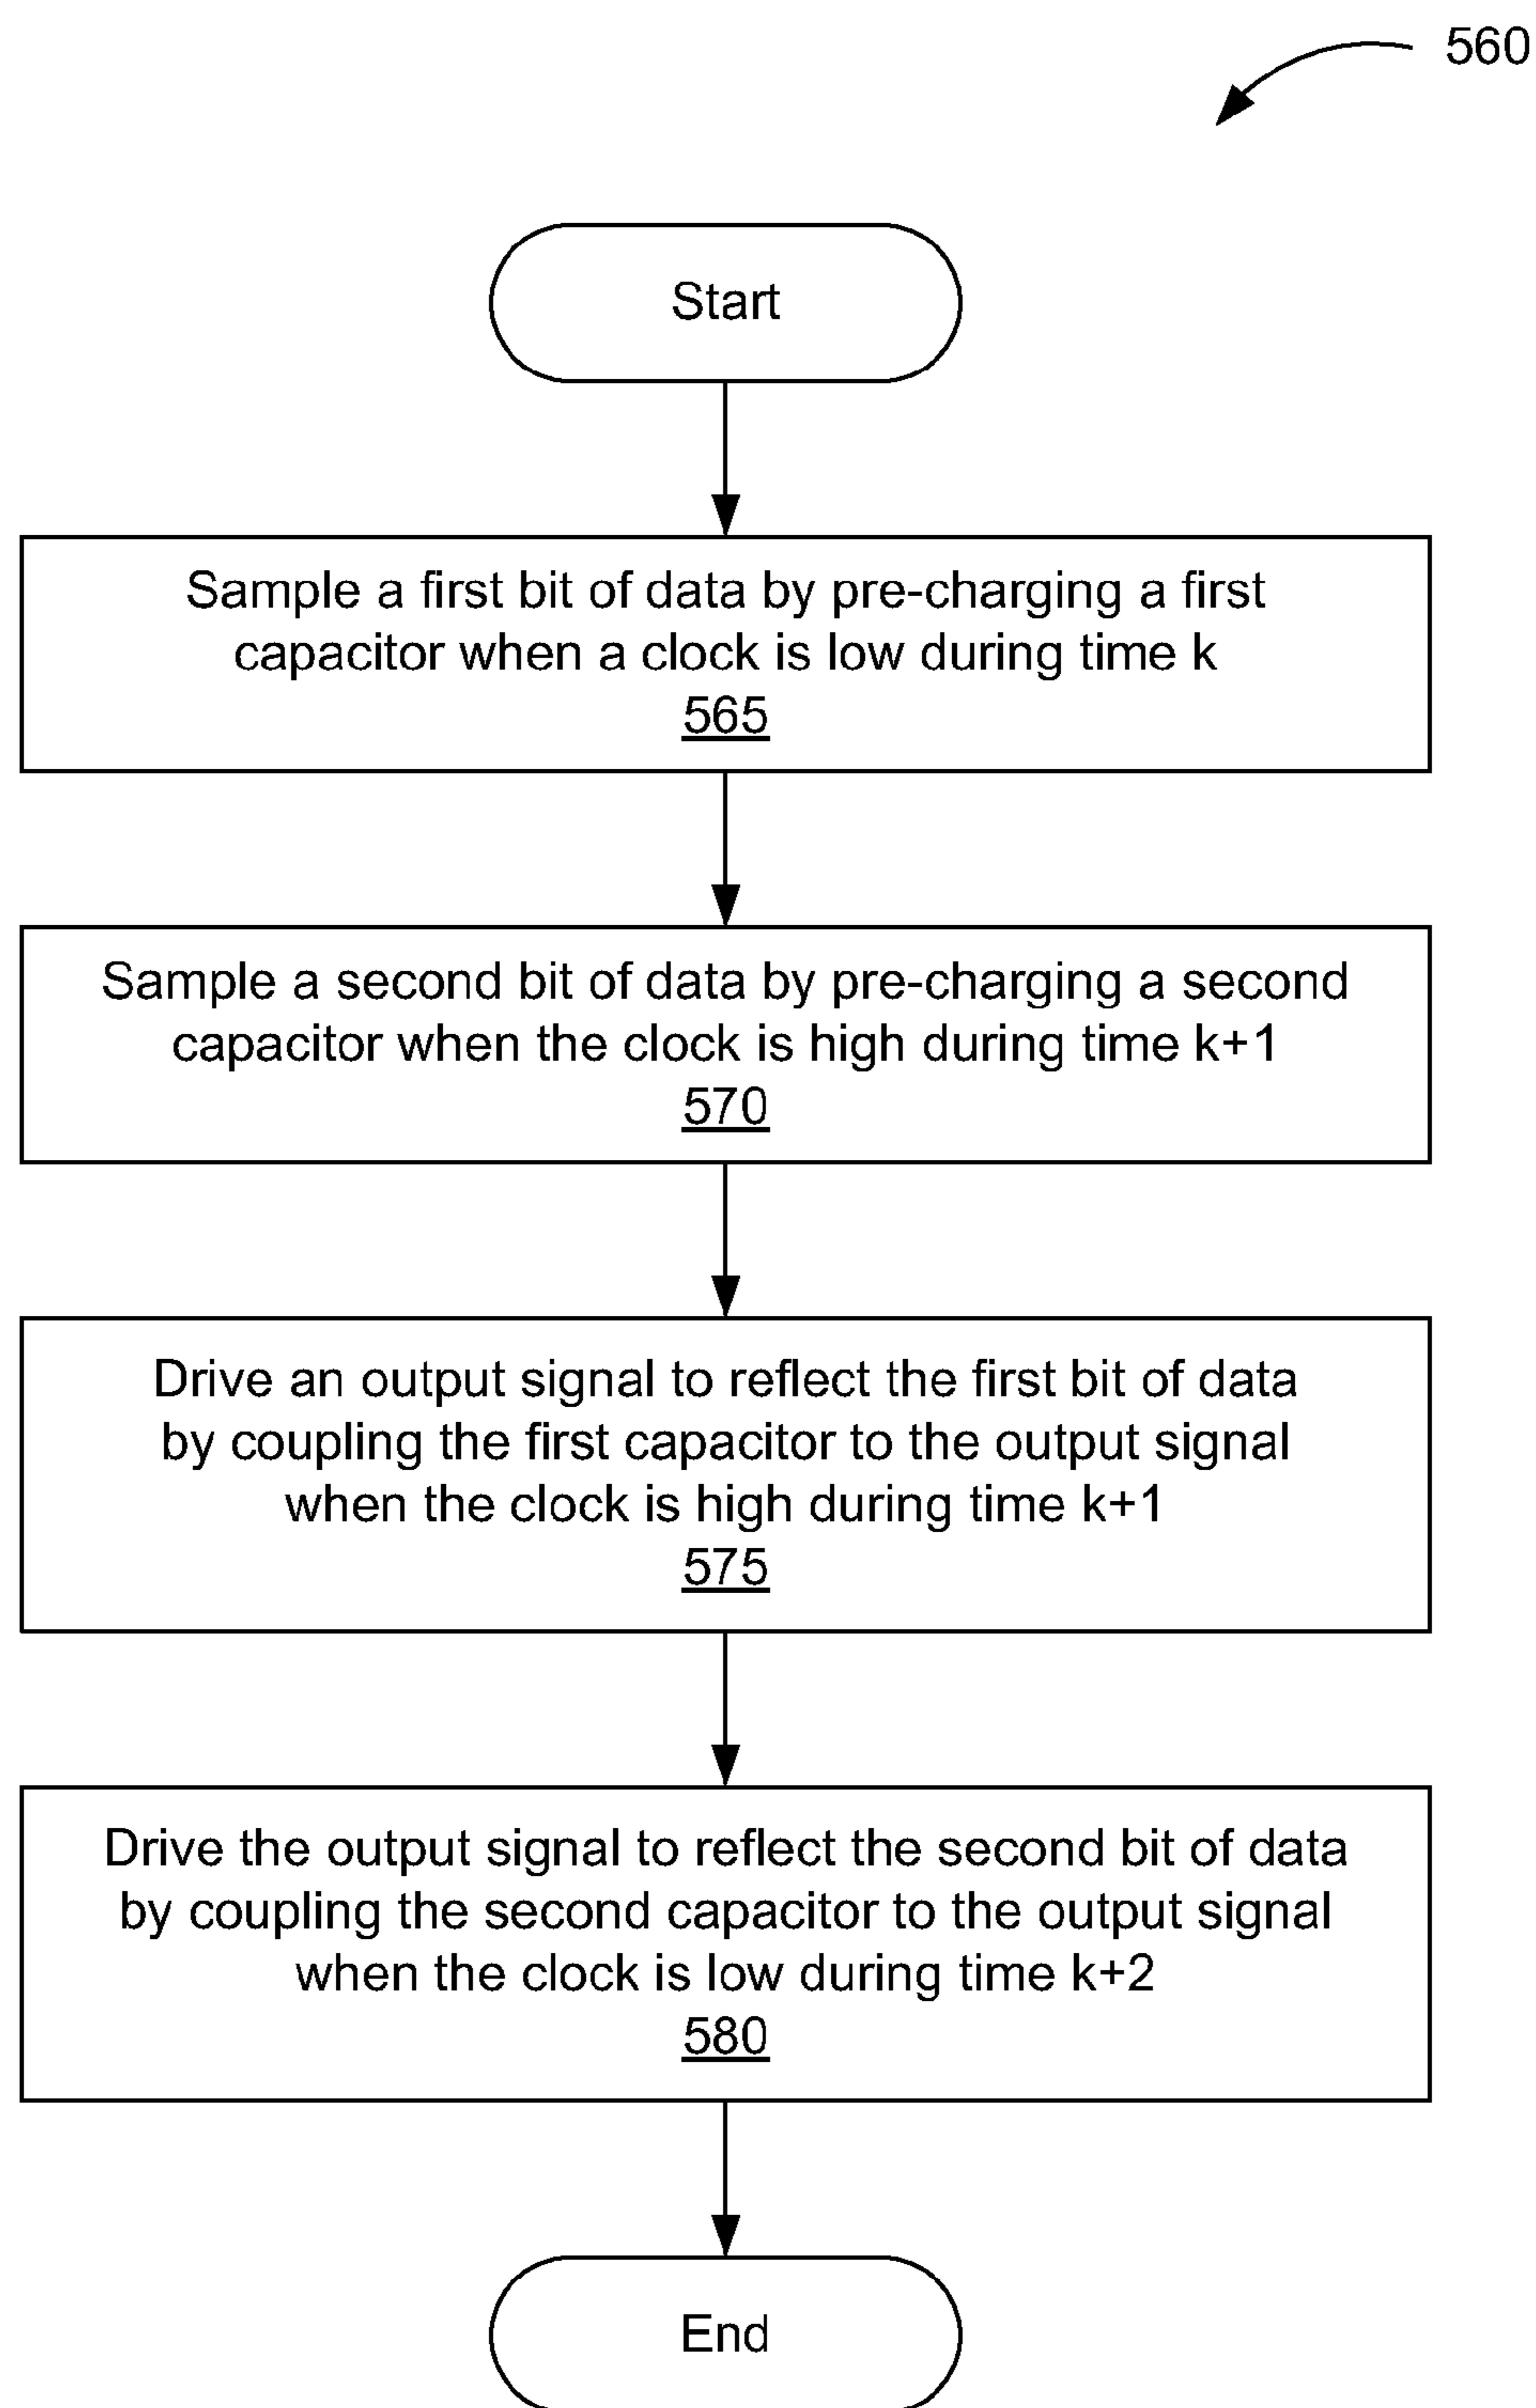 560
Start
Sample a first bit of data by pre-charging a first
capacitor when a clock is low during time k
565
Sample a second bit of data by pre-charging a second
capacitor when the clock is high during time k+1
570
Drive an output signal to reflect the first bit of data
by coupling the first capacitor to the output signal
when the clock is high during time k+1
575
Drive the output signal to reflect the second bit of data
by coupling the second capacitor to the output signal
when the clock is low during time k+2
580
End